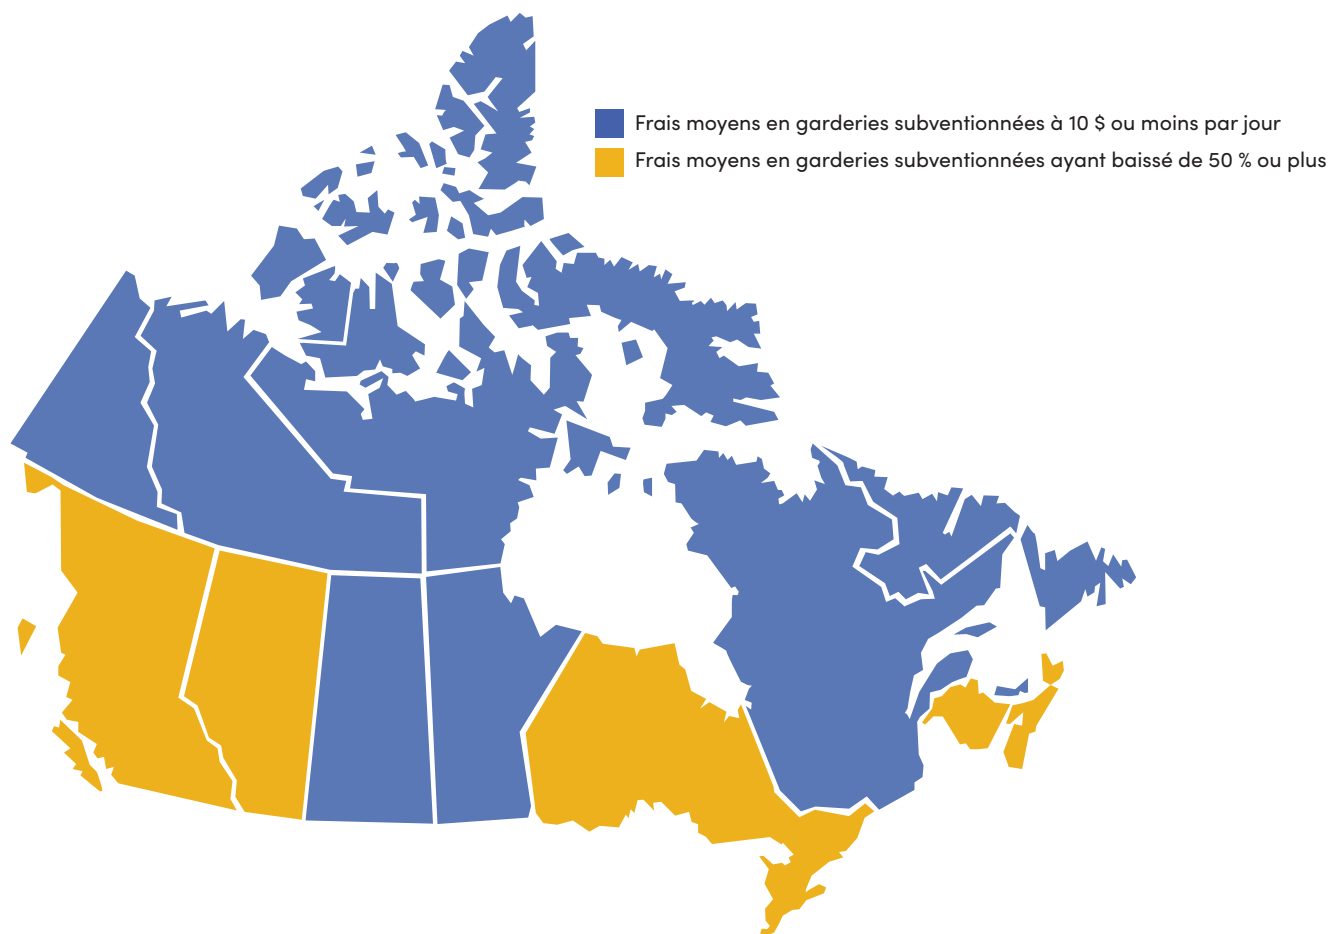 Frais moyens en garderies subventionnées à 10 $ ou moins par jour
Frais moyens en garderies subventionnées ayant baissé de 50 % ou plus